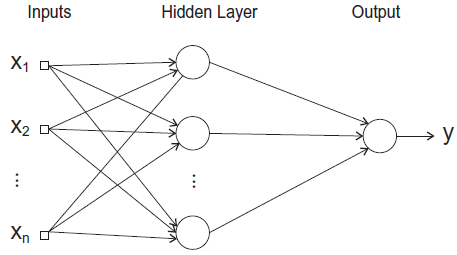 Inputs Hidden Layer Output
X1
X2
y
⋮ ⋮
Xn